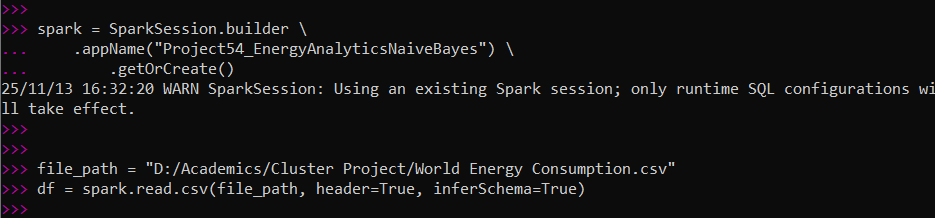 >>>
>>> spark = SparkSession.builder \
...     .appName("Project54_EnergyAnalyticsNaiveBayes") \
...         .getOrCreate()
25/11/13 16:32:20 WARN SparkSession: Using an existing Spark session; only runtime SQL configurations wi
ll take effect.
>>>
>>>
>>> file_path = "D:/Academics/Cluster Project/World Energy Consumption.csv"
>>> df = spark.read.csv(file_path, header=True, inferSchema=True)
>>>